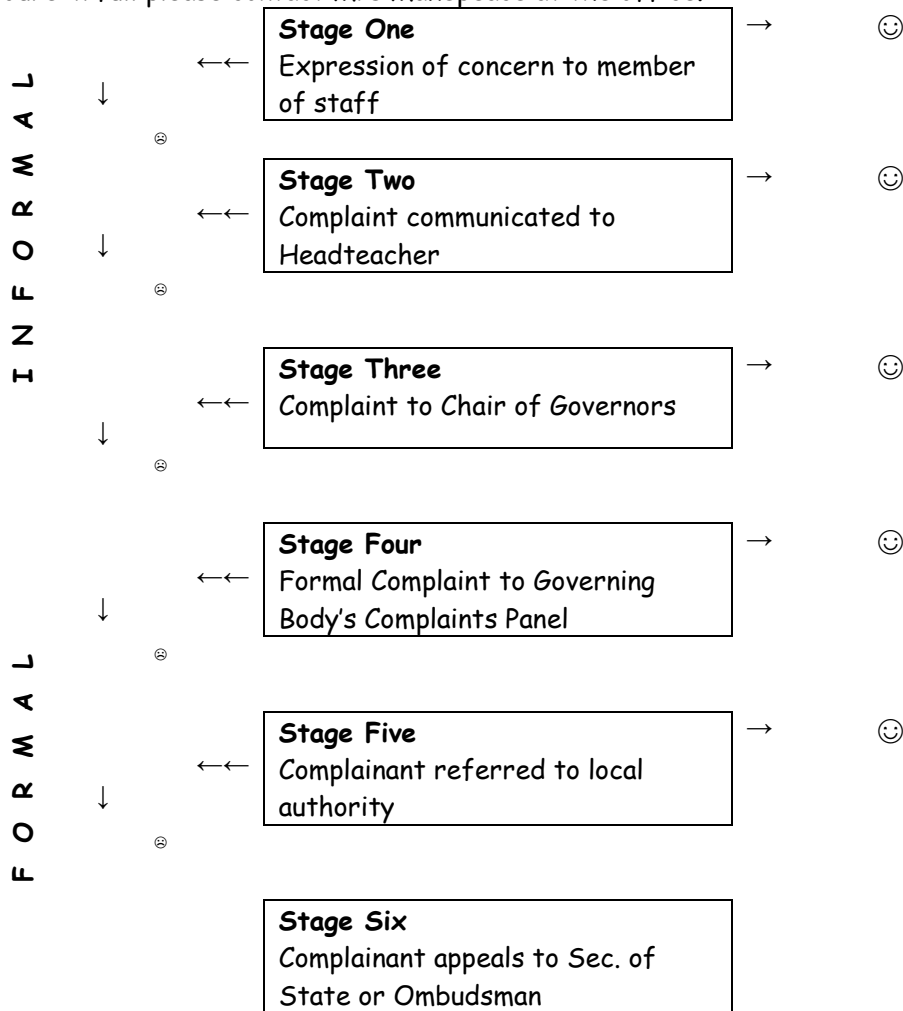 Stage One
Expression of concern to member
of staff
Stage Two
Complaint communicated to
Headteacher
Stage Three
Complaint to Chair of Governors
INFORMAL
Stage Four
Formal Complaint to Governing
Body's Complaints Panel
Stage Five
Complainant referred to local
authority
FORMAL
Stage Six
Complainant appeals to Sec. of
State or Ombudsman